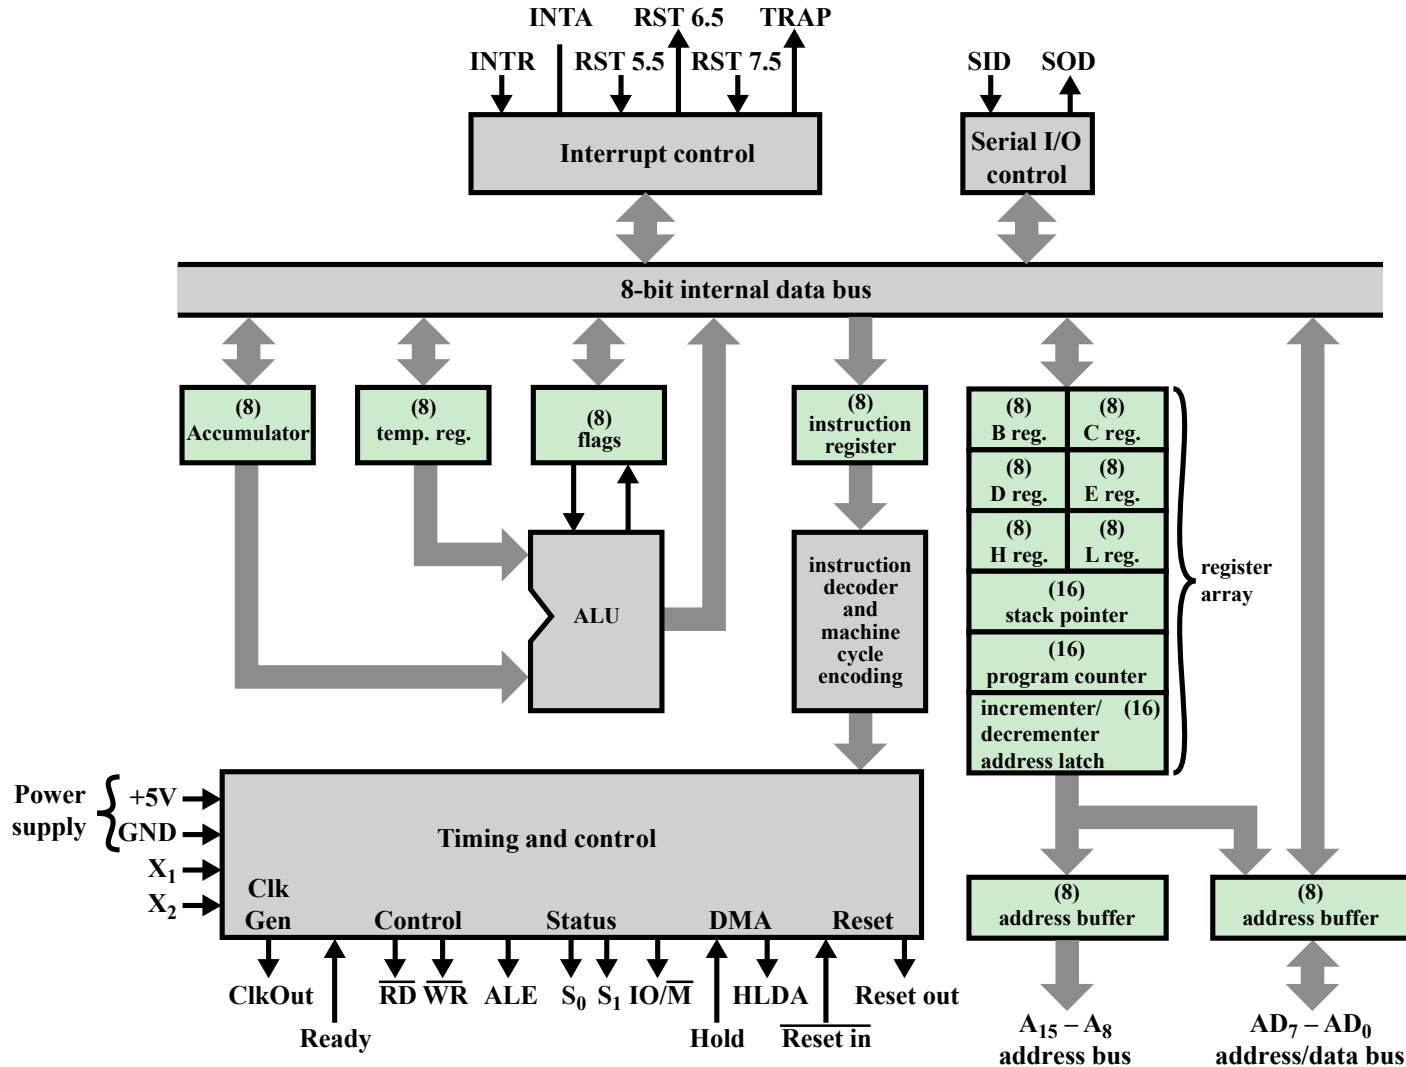 INTA RST 6.5 TRAP
INTR RST 5.5 RST 7.5 SID SOD
Interrupt control
Serial I/O
control
8-bit internal data bus
(8)
Accumulator
(8)
temp. reg.
(8)
flags
(8)
instruction
register
(8)
B reg.
(8)
C reg.
(8)
D reg.
(8)
E reg.
(8)
H reg.
(8)
L reg.
(16)
stack pointer
(16)
program counter
incrementer/ (16)
decrementer
address latch
register
array
ALU
instruction
decoder
and
machine
cycle
encoding
Power
supply
+5V
GND
X₁
X₂
Timing and control
Clk
Gen Control Status DMA Reset
ClkOut R̅D̅ W̅R̅ ALE S₀ S₁ IO/M̅ HLDA Reset out
Ready Hold R̅e̅s̅e̅t̅ i̅n̅
(8)
address buffer
(8)
address buffer
A₁₅ – A₈
address bus
AD₇ – AD₀
address/data bus